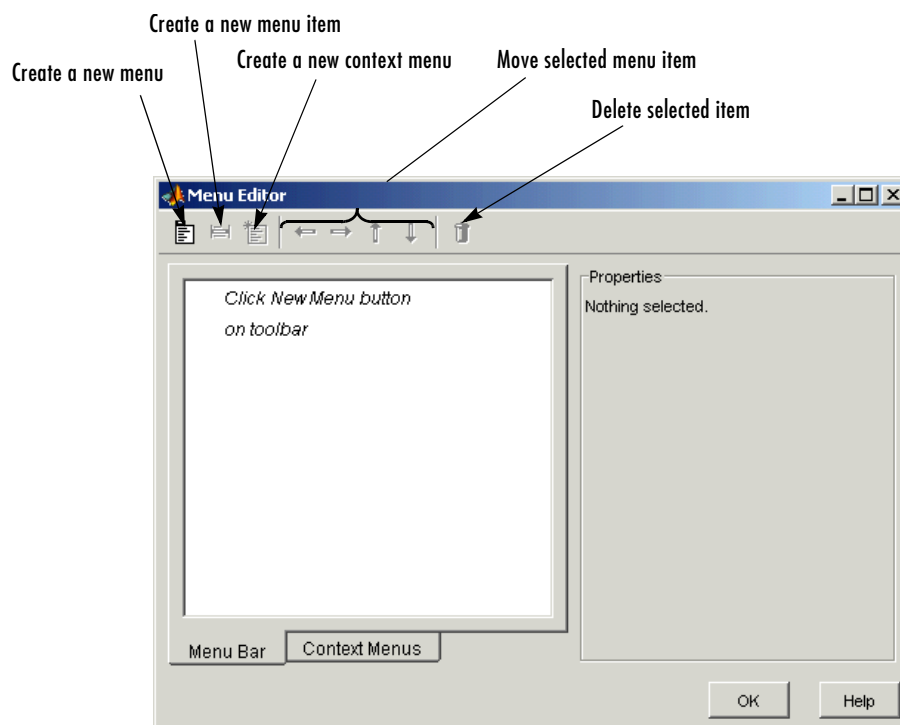 Create a new menu item
Create a new menu
Create a new context menu
Move selected menu item
Delete selected item
Menu Editor
Click New Menu button
on toolbar
Properties
Nothing selected.
Menu Bar
Context Menus
OK
Help